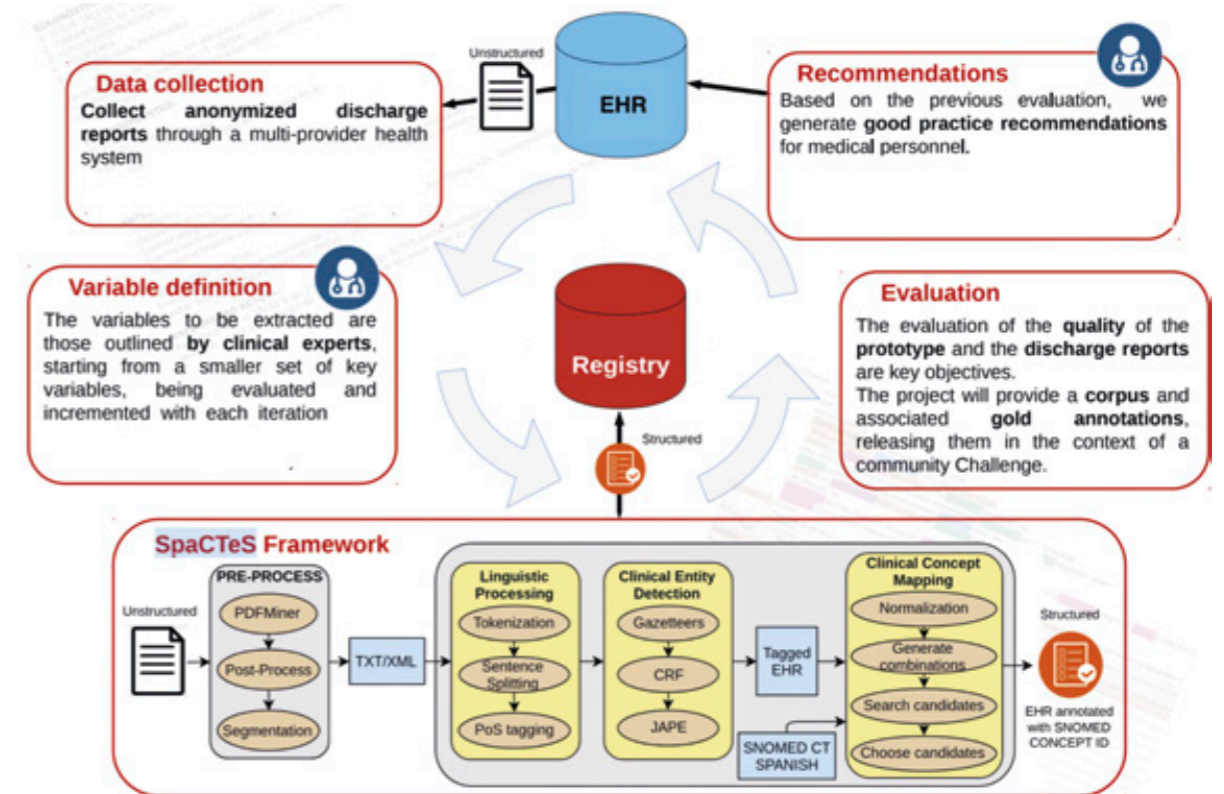 Unstructured
EHR
Data collection
Collect anonymized discharge
reports through a multi-provider health
system
Recommendations
Based on the previous evaluation, we
generate good practice recommendations
for medical personnel.
Variable definition
The variables to be extracted are
those outlined by clinical experts,
starting from a smaller set of key
variables, being evaluated and
incremented with each iteration
Registry
Structured
Evaluation
The evaluation of the quality of the
prototype and the discharge reports
are key objectives.
The project will provide a corpus and
associated gold annotations,
releasing them in the context of a
community Challenge.
SpaCTeS Framework
Unstructured
PRE-PROCESS
PDFMiner
Post-Process
Segmentation
TXT/XML
Linguistic
Processing
Tokenization
Sentence
Splitting
PoS tagging
Clinical Entity
Detection
Gazetteers
CRF
JAPE
Tagged
EHR
SNOMED CT
SPANISH
Clinical Concept
Mapping
Normalization
Generate
combinations
Search candidates
Choose candidates
Structured
EHR annotated
with SNOMED
CONCEPT ID